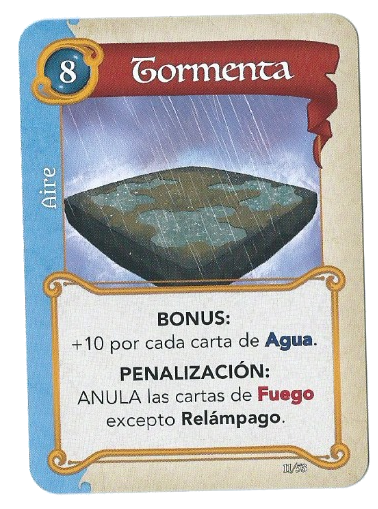 8
Tormenta
Aire
BONUS:
+10 por cada carta de Agua.
PENALIZACIÓN:
ANULA las cartas de Fuego
excepto Relámpago.
11/53